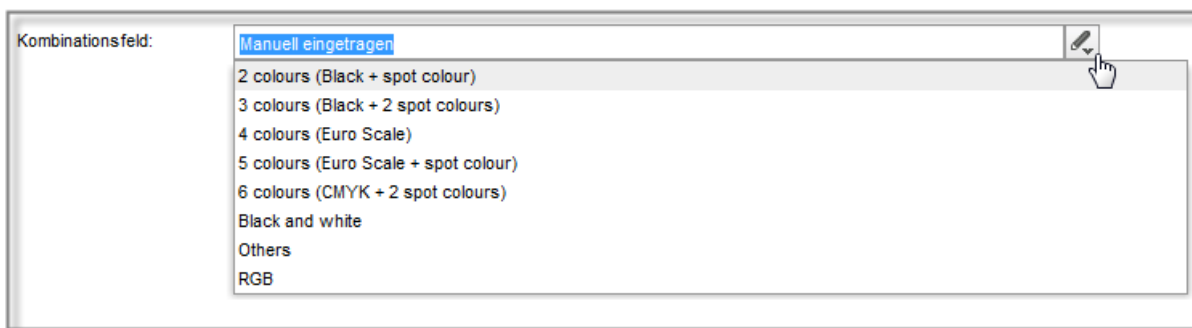 Kombinationsfeld: Manuell eingetragen
2 colours (Black + spot colour)
3 colours (Black + 2 spot colours)
4 colours (Euro Scale)
5 colours (Euro Scale + spot colour)
6 colours (CMYK + 2 spot colours)
Black and white
Others
RGB